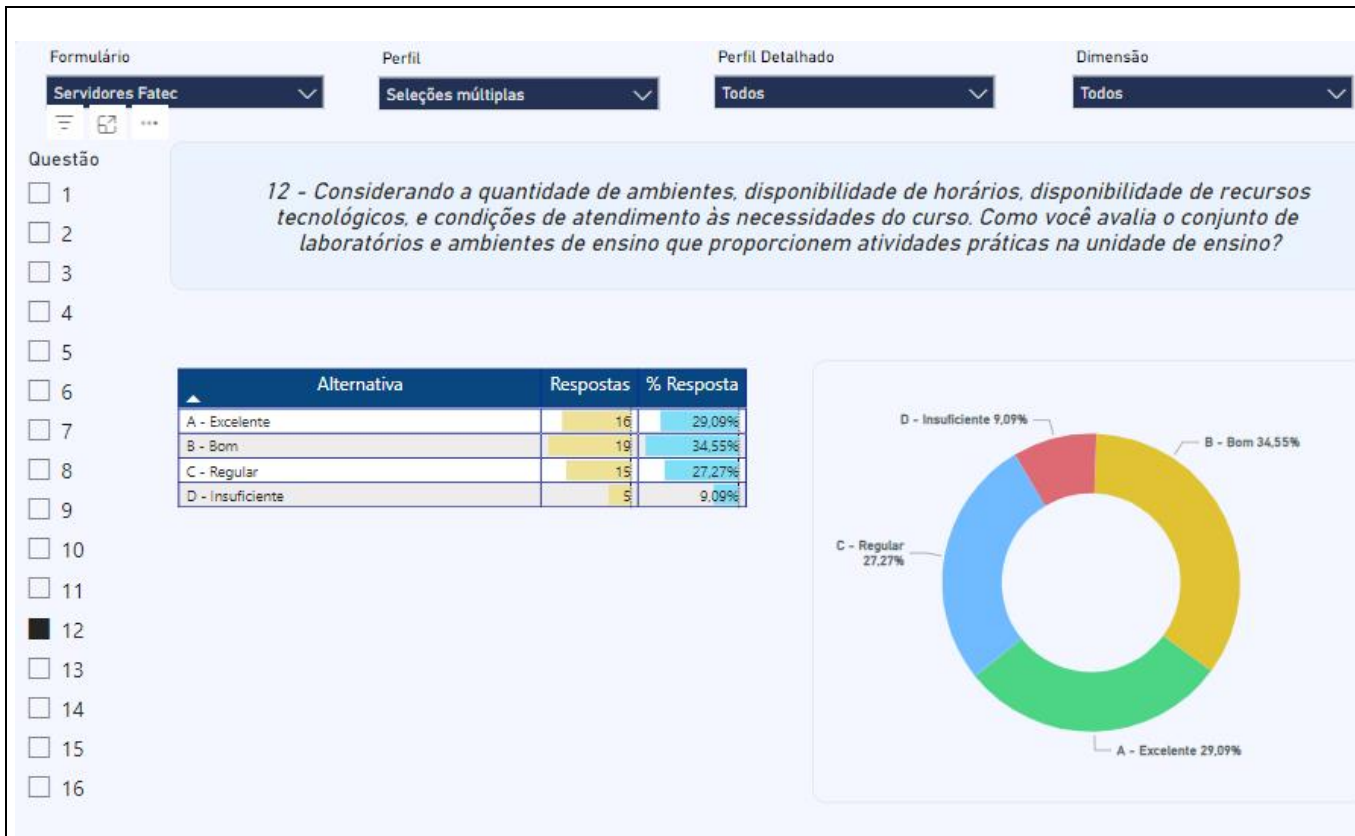 Formulário
Perfil
Perfil Detalhado
Dimensão
Servidores Fatec
Seleções múltiplas
Todos
Todos
Questão
1
2
3
4
5
6
7
8
9
10
11
12
13
14
15
16
12 - Considerando a quantidade de ambientes, disponibilidade de horários, disponibilidade de recursos
tecnológicos, e condições de atendimento às necessidades do curso. Como você avalia o conjunto de
laboratórios e ambientes de ensino que proporcionem atividades práticas na unidade de ensino?
Alternativa Respostas % Resposta
A - Excelente 16 29,09%
B - Bom 19 34,55%
C - Regular 15 27,27%
D - Insuficiente 5 9,09%
D - Insuficiente 9,09%
B - Bom 34,55%
C - Regular
27,27%
A - Excelente 29,09%